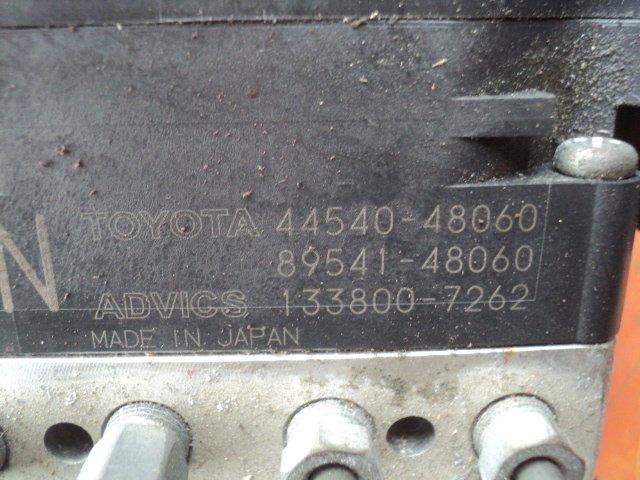 TOYOTA 44540-48060
89541-48060
N
ADVICS 133800-7262
MADE IN JAPAN